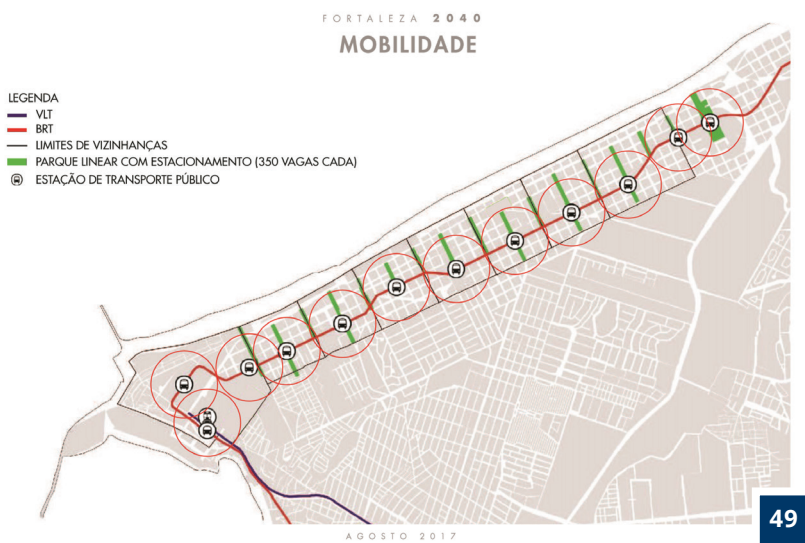 FORTALEZA 2040
MOBILIDADE
LEGENDA
VLT
BRT
LIMITES DE VIZINHANÇAS
PARQUE LINEAR COM ESTACIONAMENTO (350 VAGAS CADA)
ESTAÇÃO DE TRANSPORTE PÚBLICO
49
AGOSTO 2017